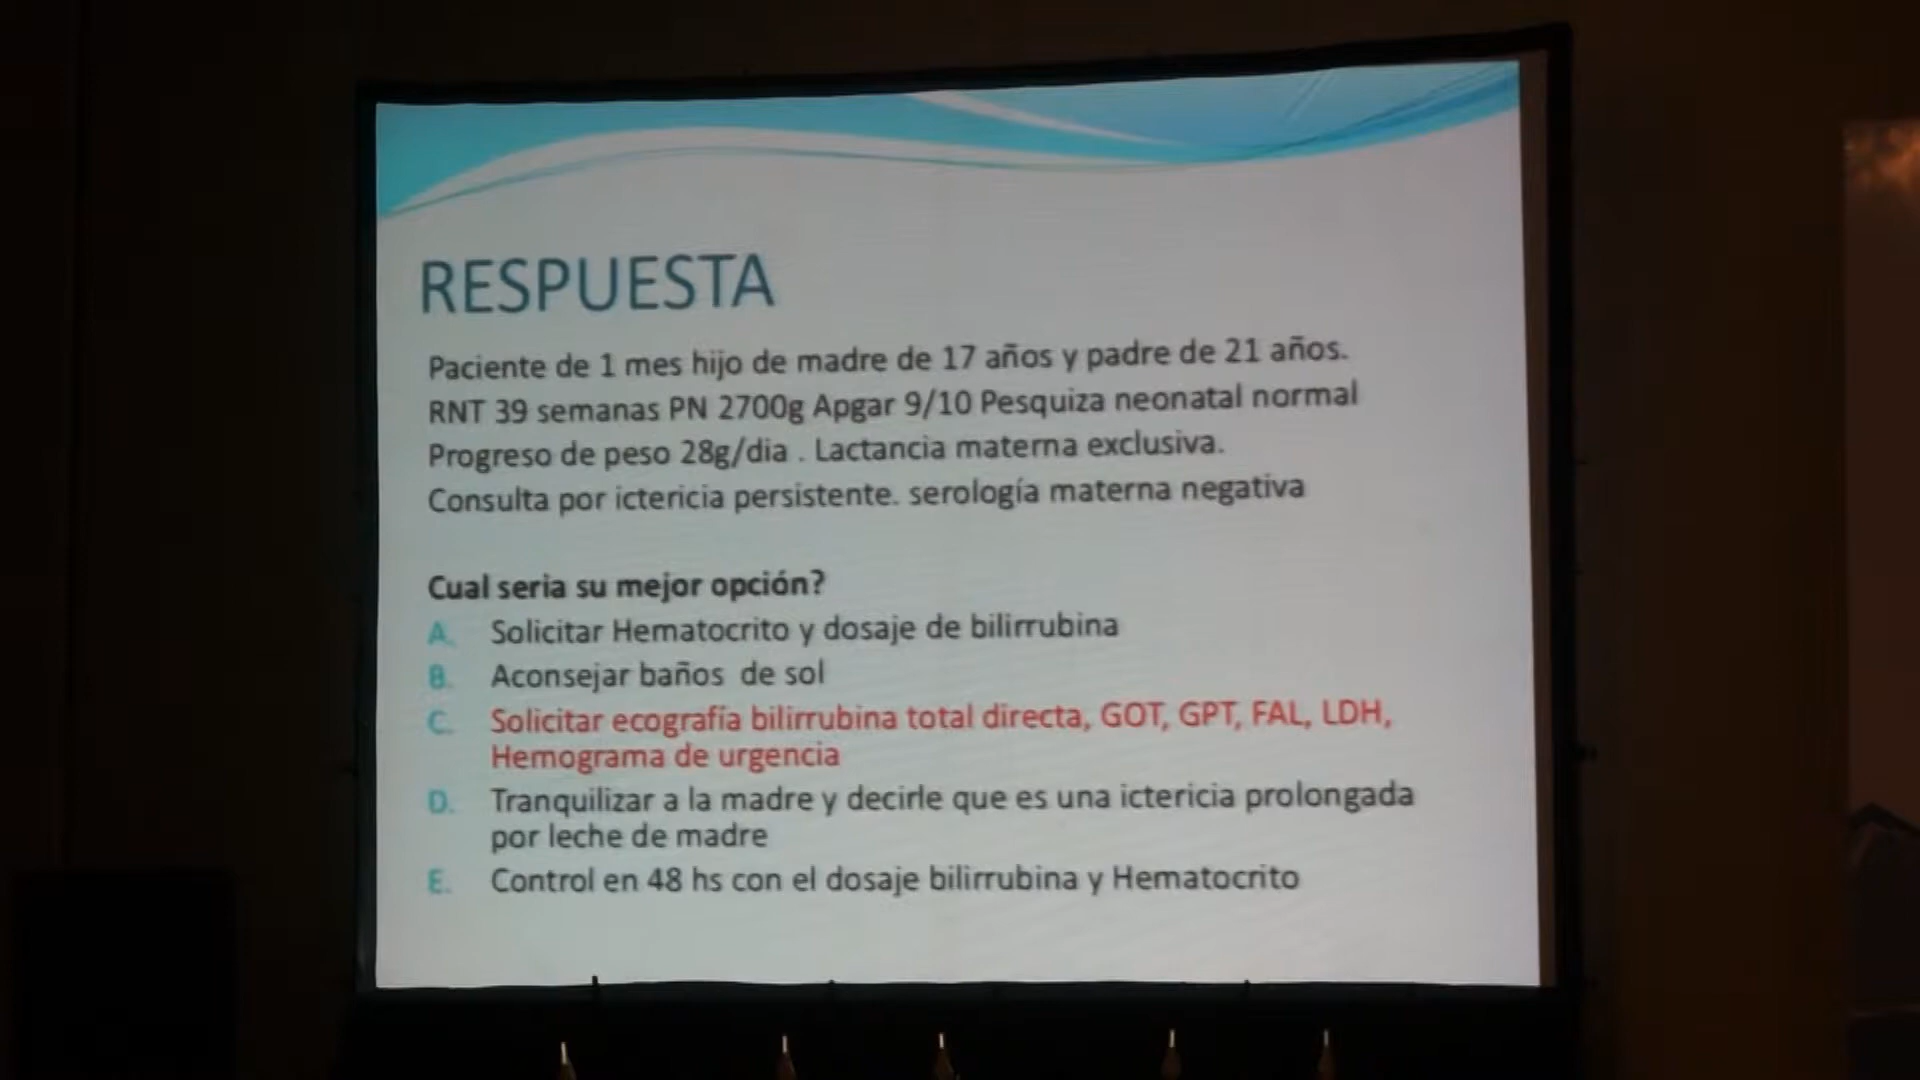 RESPUESTA
Paciente de 1 mes hijo de madre de 17 años y padre de 21 años.
RNT 39 semanas PN 2700g Apgar 9/10 Pesquiza neonatal normal
Progreso de peso 28g/dia . Lactancia materna exclusiva.
Consulta por ictericia persistente. serología materna negativa
Cual seria su mejor opción?
A. Solicitar Hematocrito y dosaje de bilirrubina
B. Aconsejar baños de sol
C. Solicitar ecografía bilirrubina total directa, GOT, GPT, FAL, LDH,
Hemograma de urgencia
D. Tranquilizar a la madre y decirle que es una ictericia prolongada
por leche de madre
E. Control en 48 hs con el dosaje bilirrubina y Hematocrito